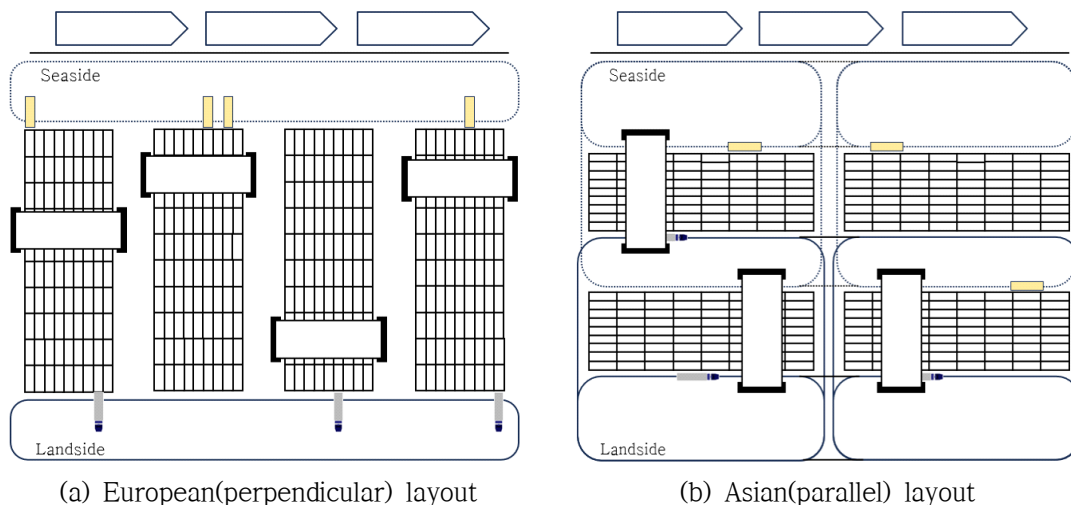 Seaside
Landside
(a) European(perpendicular) layout
Seaside
Landside
(b) Asian(parallel) layout